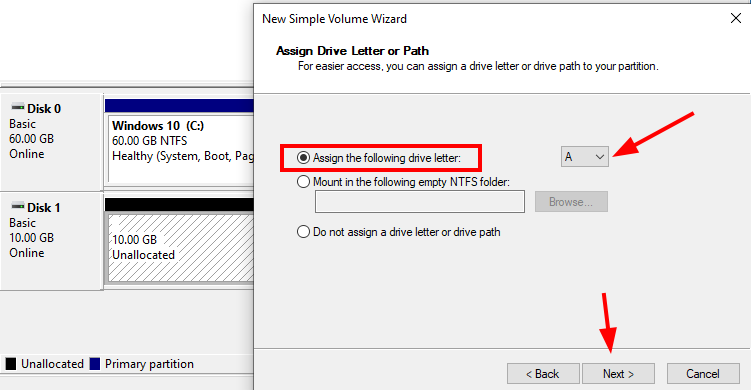 New Simple Volume Wizard
Assign Drive Letter or Path
For easier access, you can assign a drive letter or drive path to your partition.
Disk 0
Basic
60.00 GB
Online
Windows 10  (C:)
60.00 GB NTFS
Healthy (System, Boot, Pag
Disk 1
Basic
10.00 GB
Online
10.00 GB
Unallocated
Assign the following drive letter:
A
Mount in the following empty NTFS folder:
Browse...
Do not assign a drive letter or drive path
Unallocated
Primary partition
< Back
Next >
Cancel